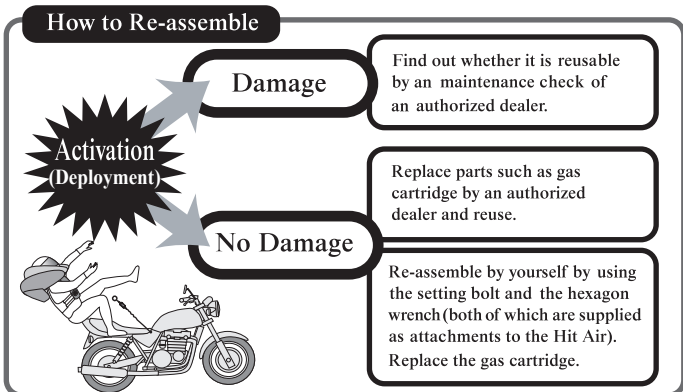 How to Re-assemble
Activation
(Deployment)
Damage
Find out whether it is reusable
by an maintenance check of
an authorized dealer.
No Damage
Replace parts such as gas
cartridge by an authorized
dealer and reuse.
Re-assemble by yourself by using
the setting bolt and the hexagon
wrench(both of which are supplied
as attachments to the Hit Air).
Replace the gas cartridge.